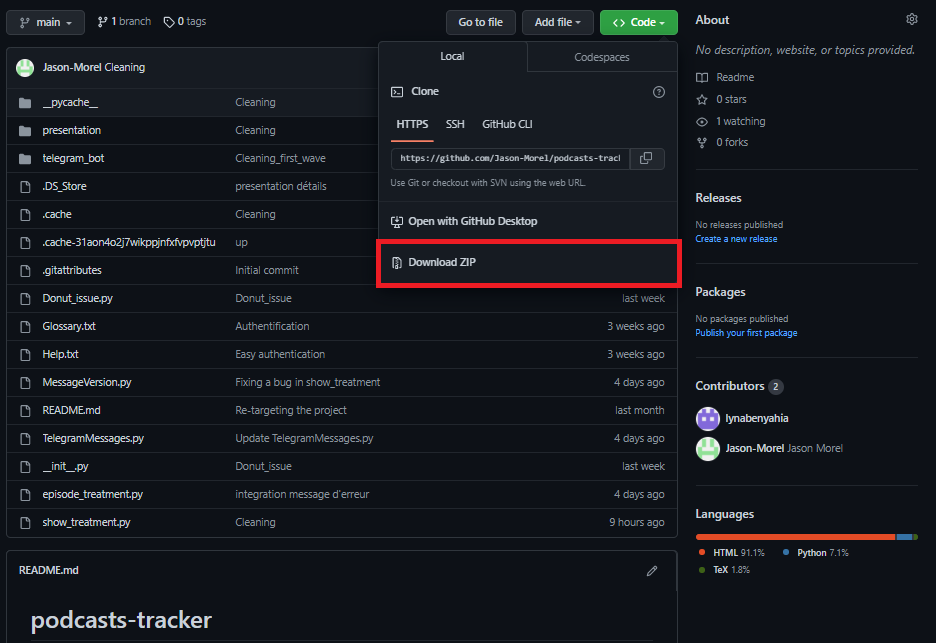 main
1 branch
0 tags
Go to file
Add file
<> Code
Jason-Morel Cleaning
__pycache__ Cleaning
presentation Cleaning
telegram_bot Cleaning_first_wave
.DS_Store presentation détails
.cache Cleaning
.cache-31aon4o2j7wikppjnfxfvpvptjtu up
.gitattributes Initial commit
Donut_issue.py Donut_issue last week
Glossary.txt Authentification 3 weeks ago
Help.txt Easy authentication 3 weeks ago
MessageVersion.py Fixing a bug in show_treatment 4 days ago
README.md Re-targeting the project last month
TelegramMessages.py Update TelegramMessages.py 4 days ago
__init__.py Donut_issue last week
episode_treatment.py integration message d'erreur 4 days ago
show_treatment.py Cleaning 9 hours ago
Local
Codespaces
Clone
HTTPS SSH GitHub CLI
https://github.com/Jason-Morel/podcasts-tracl
Use Git or checkout with SVN using the web URL.
Open with GitHub Desktop
Download ZIP
README.md
podcasts-tracker
About
No description, website, or topics provided.
Readme
0 stars
1 watching
0 forks
Releases
No releases published
Create a new release
Packages
No packages published
Publish your first package
Contributors 2
lynabenyahia
Jason-Morel Jason Morel
Languages
HTML 91.1% Python 7.1%
TeX 1.8%